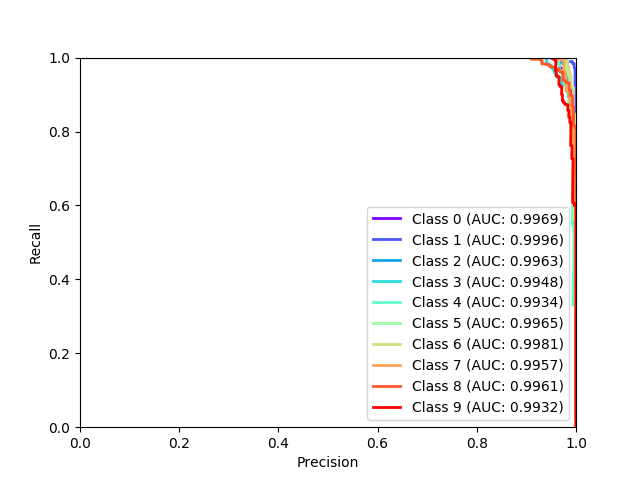 1.0
0.8
0.6
0.4
0.2
0.0
Recall
Class 0 (AUC: 0.9969)
Class 1 (AUC: 0.9996)
Class 2 (AUC: 0.9963)
Class 3 (AUC: 0.9948)
Class 4 (AUC: 0.9934)
Class 5 (AUC: 0.9965)
Class 6 (AUC: 0.9981)
Class 7 (AUC: 0.9957)
Class 8 (AUC: 0.9961)
Class 9 (AUC: 0.9932)
0.0 0.2 0.4 0.6 0.8 1.0
Precision